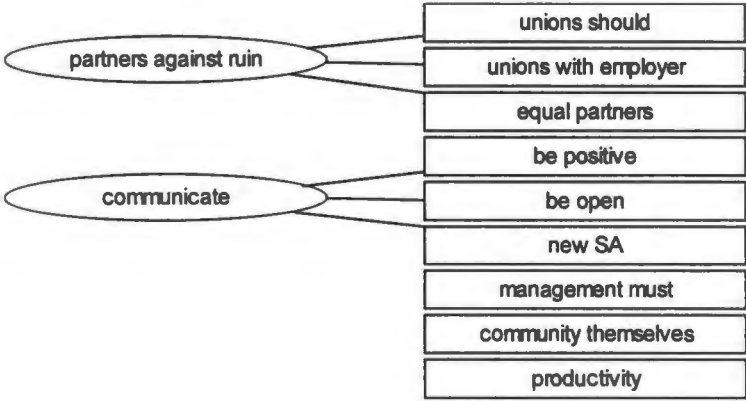 unions should
partners against ruin
unions with employer
equal partners
be positive
communicate
be open
new SA
management must
community themselves
productivity